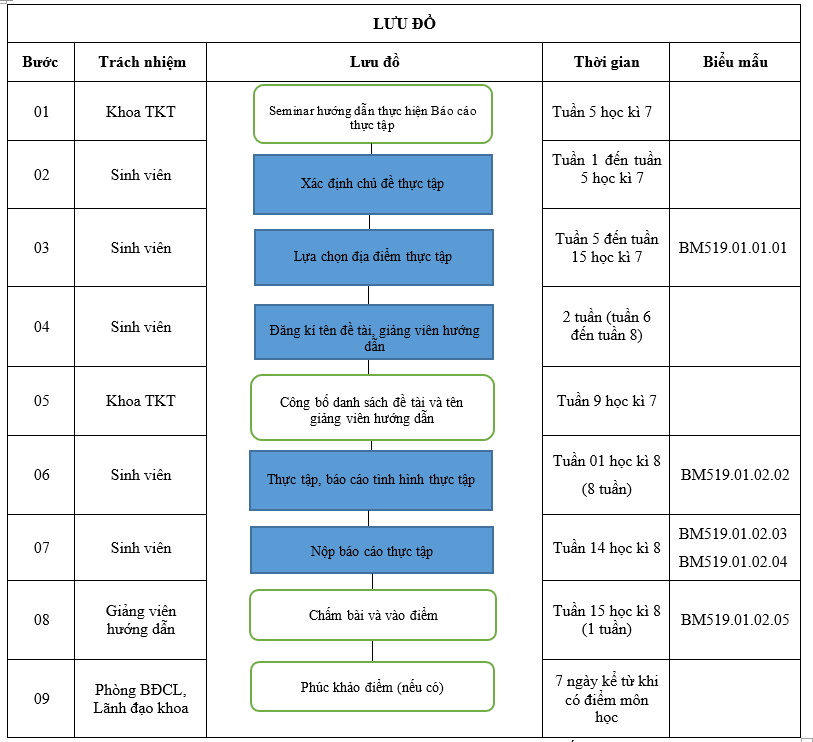 LƯU ĐỒ
Bước Trách nhiệm Lưu đồ Thời gian Biểu mẫu
01 Khoa TKT Seminar hướng dẫn thực hiện Báo cáo
thực tập
Tuần 5 học kì 7
02 Sinh viên Xác định chủ đề thực tập
Tuần 1 đến tuần
5 học kì 7
03 Sinh viên Lựa chọn địa điểm thực tập
Tuần 5 đến tuần
15 học kì 7
BM519.01.01.01
04 Sinh viên Đăng kí tên đề tài, giảng viên hướng
dẫn
2 tuần (tuần 6
đến tuần 8)
05 Khoa TKT Công bố danh sách đề tài và tên
giảng viên hướng dẫn
Tuần 9 học kì 7
06 Sinh viên Thực tập, báo cáo tình hình thực tập
Tuần 01 học kì 8
(8 tuần)
BM519.01.02.02
07 Sinh viên Nộp báo cáo thực tập
Tuần 14 học kì 8
BM519.01.02.03
BM519.01.02.04
08 Giảng viên
hướng dẫn
Chấm bài và vào điểm
Tuần 15 học kì 8
(1 tuần)
BM519.01.02.05
09 Phòng BĐCL,
Lãnh đạo khoa
Phúc khảo điểm (nếu có)
7 ngày kể từ khi
có điểm môn
học